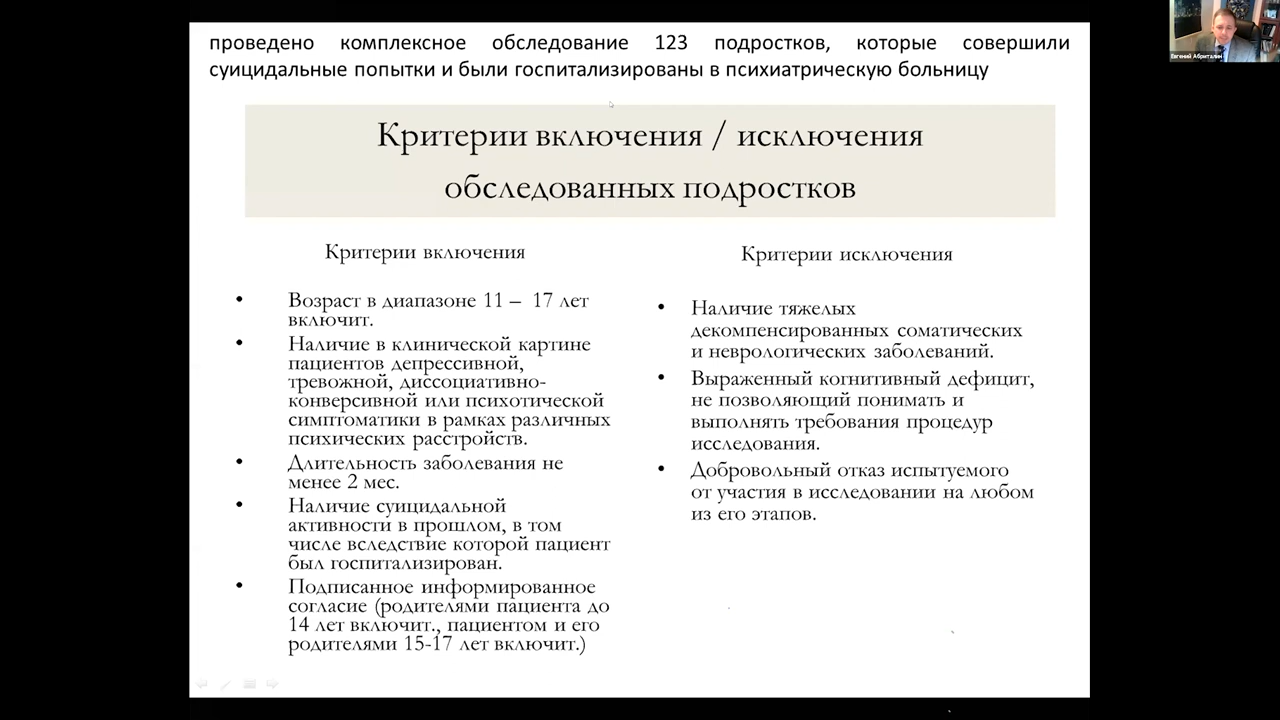 проведено комплексное обследование 123 подростков, которые совершили
суицидальные попытки и были госпитализированы в психиатрическую больницу
Критерии включения / исключения
обследованных подростков
Критерии включения
• Возраст в диапазоне 11 – 17 лет
включит.
• Наличие в клинической картине
пациентов депрессивной,
тревожной, диссоциативно-
конверсивной или психотической
симптоматики в рамках различных
психических расстройств.
• Длительность заболевания не
менее 2 мес.
• Наличие суицидальной
активности в прошлом, в том
числе вследствие которой пациент
был госпитализирован.
• Подписанное информированное
согласие (родителями пациента до
14 лет включит., пациентом и его
родителями 15-17 лет включит.)
Критерии исключения
• Наличие тяжелых
декомпенсированных соматических
и неврологических заболеваний.
• Выраженный когнитивный дефицит,
не позволяющий понимать и
выполнять требования процедур
исследования.
• Добровольный отказ испытуемого
от участия в исследовании на любом
из его этапов.
Евгений Абриталин